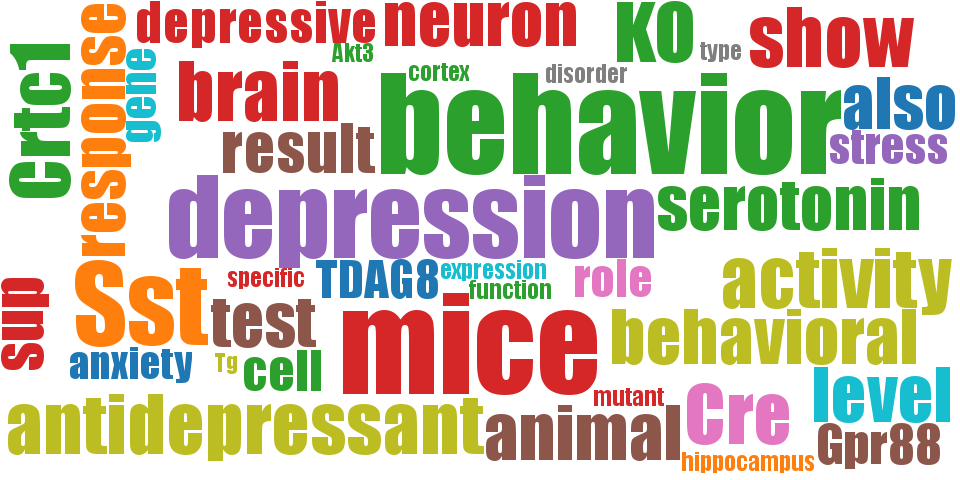 depressive
neuron
KO
show
type
Akt3
cortex
disorder
response
gene
Crtc1
brain
behavior
also
result
stress
depression
serotonin
activity
Sst
specific
TDAG8
expression
function
role
sup
test
mice
behavioral
anxiety
Tg
cell
level
mutant
Cre
antidepressant
animal
Gpr88
hippocampus